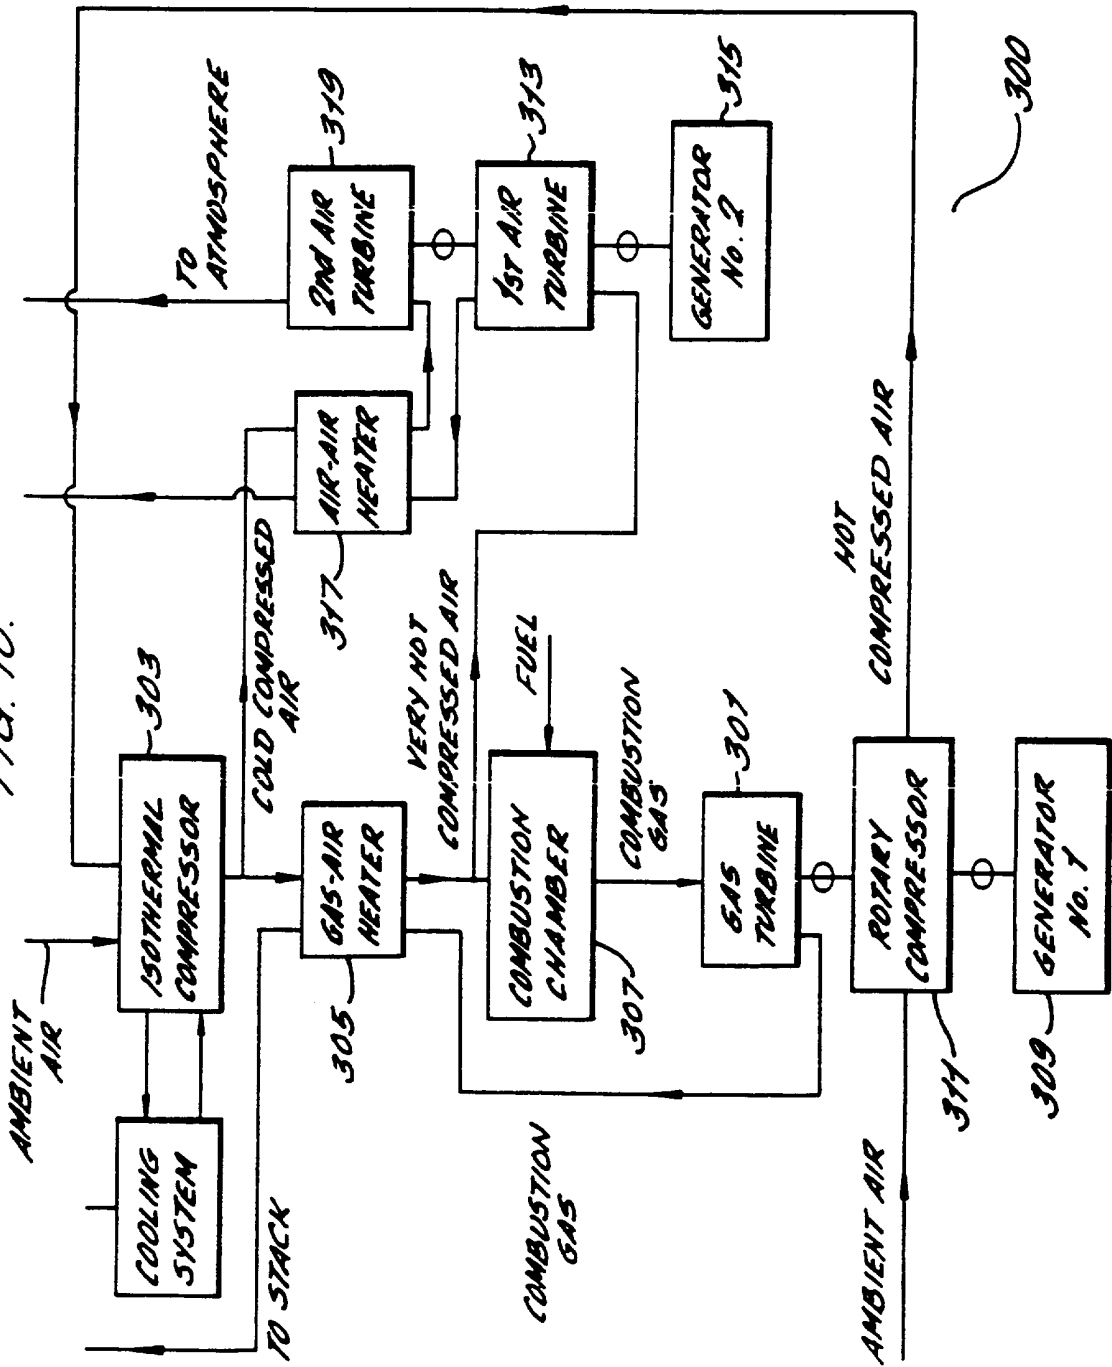 FIG. 10.
AMBIENT
AIR
COOLING
SYSTEM
ISOTHERMAL
COMPRESSOR
303
TO
ATMOSPHERE
TO STACK
COLD COMPRESSED
AIR
GAS-AIR
HEATER
305
AIR-AIR
HEATER
317
2nd AIR
TURBINE
319
VERY HOT
COMPRESSED AIR
1ST AIR
TURBINE
313
COMBUSTION
CHAMBER
307
FUEL
COMBUSTION
GAS
COMBUSTION
GAS
GENERATOR
No. 2
315
GAS
TURBINE
301
HOT
COMPRESSED AIR
AMBIENT AIR
ROTARY
COMPRESSOR
311
GENERATOR
No. 1
309
300